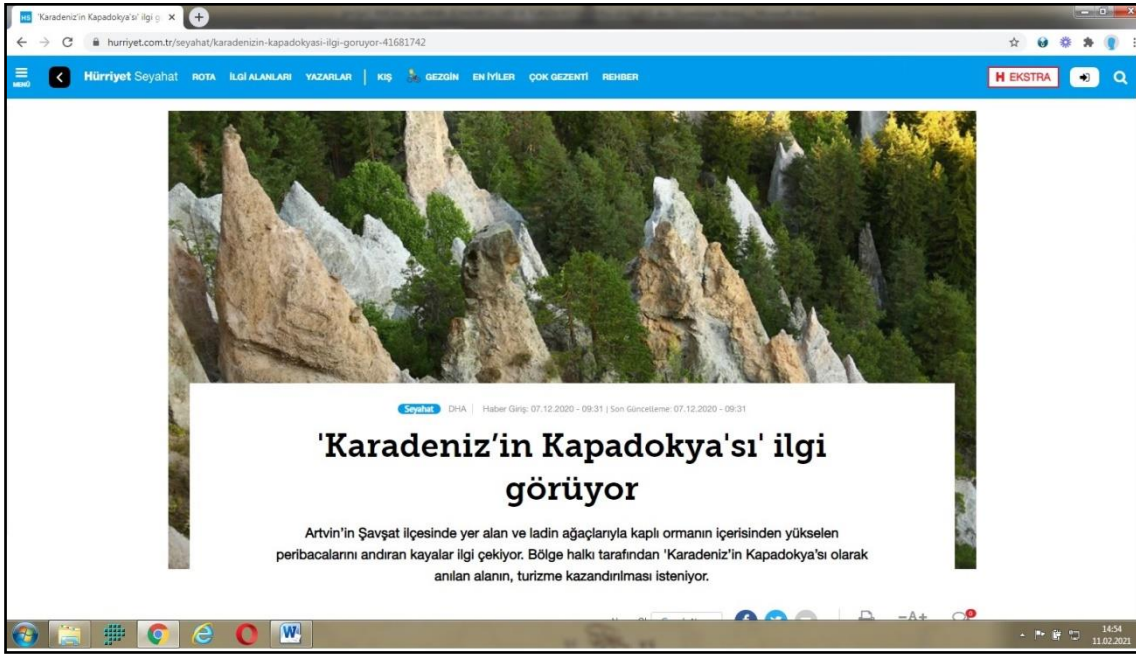 'Karadeniz'in Kapadokya'sı' ilgi g
hurriyet.com.tr/seyahat/karadenizin-kapadokyasi-ilgi-goruyor-41681742
MENÜ
Hürriyet Seyahat ROTA İLGİ ALANLARI YAZARLAR | KIŞ GEZGİN EN İYİLER ÇOK GEZENTİ REHBER
H EKSTRA
Seyahat DHA | Haber Giriş: 07.12.2020 - 09:31 | Son Güncelleme: 07.12.2020 - 09:31
'Karadeniz’in Kapadokya'sı' ilgi
görüyor
Artvin’in Şavşat ilçesinde yer alan ve ladin ağaçlarıyla kaplı ormanın içerisinden yükselen
peribacalarını andıran kayalar ilgi çekiyor. Bölge halkı tarafından 'Karadeniz’in Kapadokya’sı olarak
anılan alanın, turizme kazandırılması isteniyor.
-A+
14:54
11.02.2021